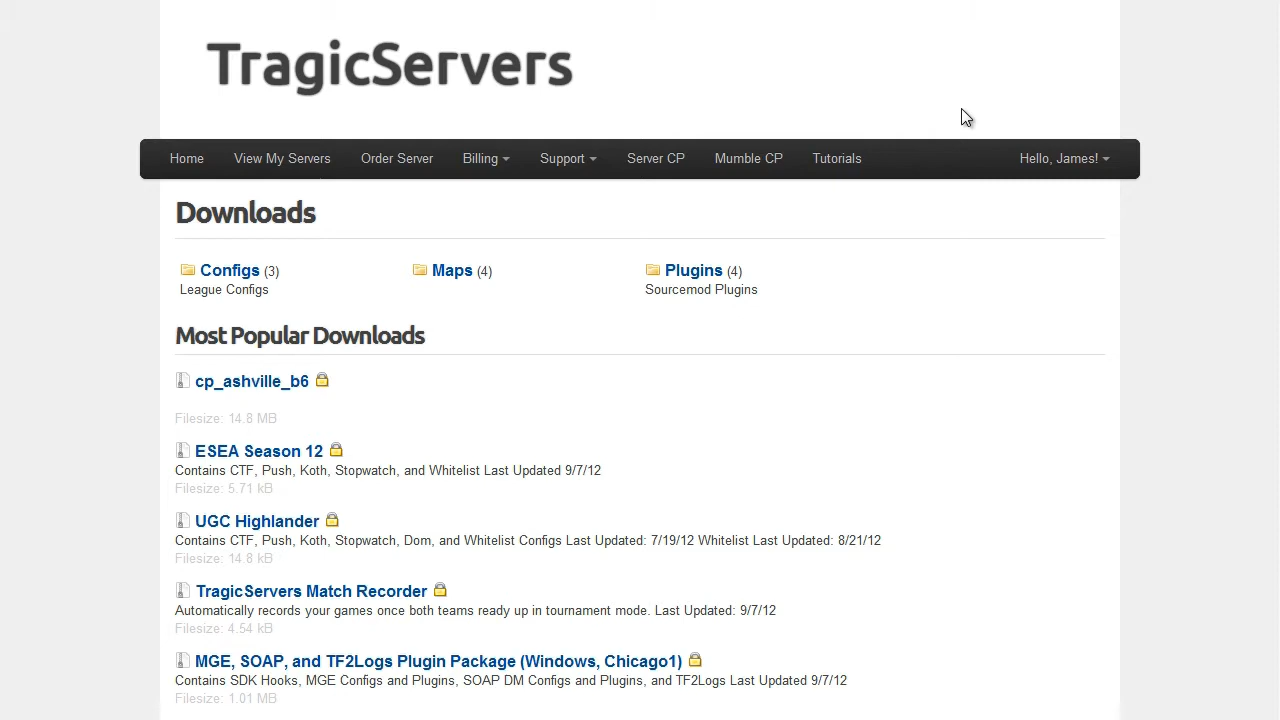 TragicServers
Home View My Servers Order Server Billing Support Server CP Mumble CP Tutorials Hello, James!
Downloads
Configs (3) Maps (4) Plugins (4)
League Configs Sourcemod Plugins
Most Popular Downloads
cp_ashville_b6
Filesize: 14.8 MB
ESEA Season 12
Contains CTF, Push, Koth, Stopwatch, and Whitelist Last Updated 9/7/12
Filesize: 5.71 kB
UGC Highlander
Contains CTF, Push, Koth, Stopwatch, Dom, and Whitelist Configs Last Updated: 7/19/12 Whitelist Last Updated: 8/21/12
Filesize: 14.8 kB
TragicServers Match Recorder
Automatically records your games once both teams ready up in tournament mode. Last Updated: 9/7/12
Filesize: 4.54 kB
MGE, SOAP, and TF2Logs Plugin Package (Windows, Chicago1)
Contains SDK Hooks, MGE Configs and Plugins, SOAP DM Configs and Plugins, and TF2Logs Last Updated 9/7/12
Filesize: 1.01 MB